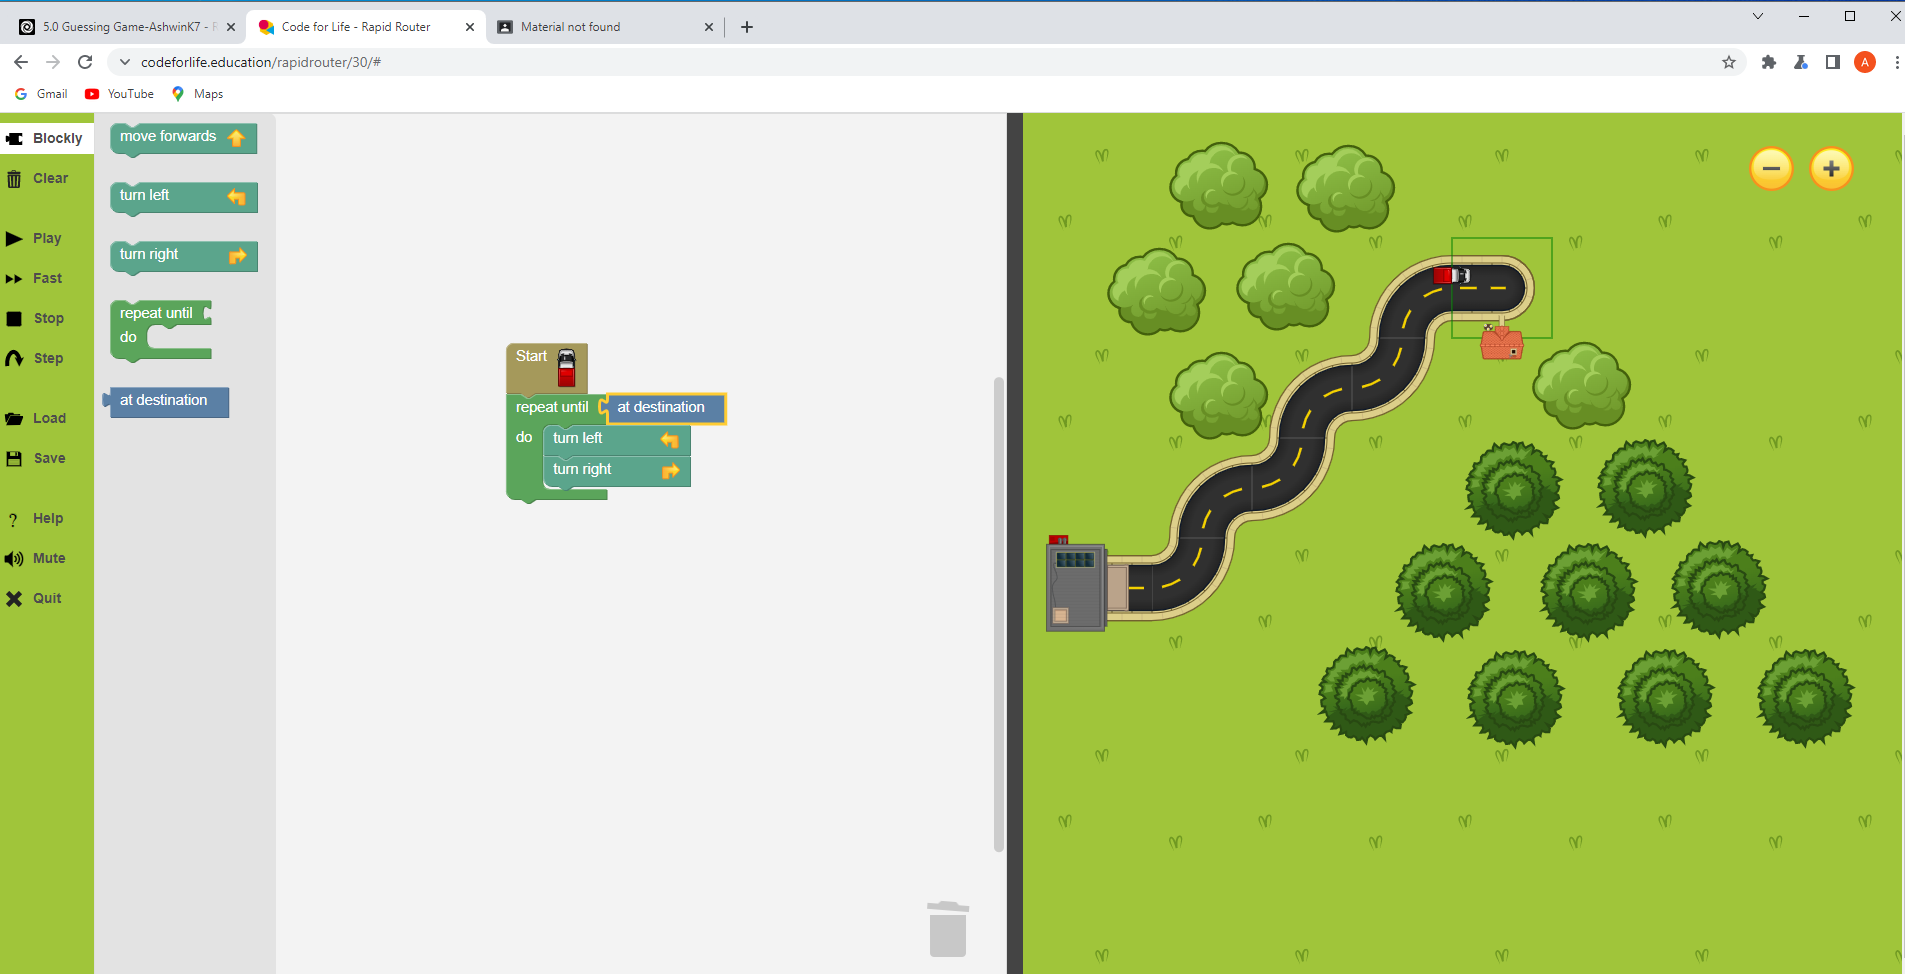 5.0 Guessing Game-AshwinK7 - R
Code for Life - Rapid Router
Material not found
codeforlife.education/rapidrouter/30/#
A
Gmail
YouTube
Maps
Blockly
Clear
Play
Fast
Stop
Step
Load
Save
? Help
Mute
Quit
move forwards
turn left
turn right
repeat until
do
at destination
Start
repeat until
at destination
do
turn left
turn right